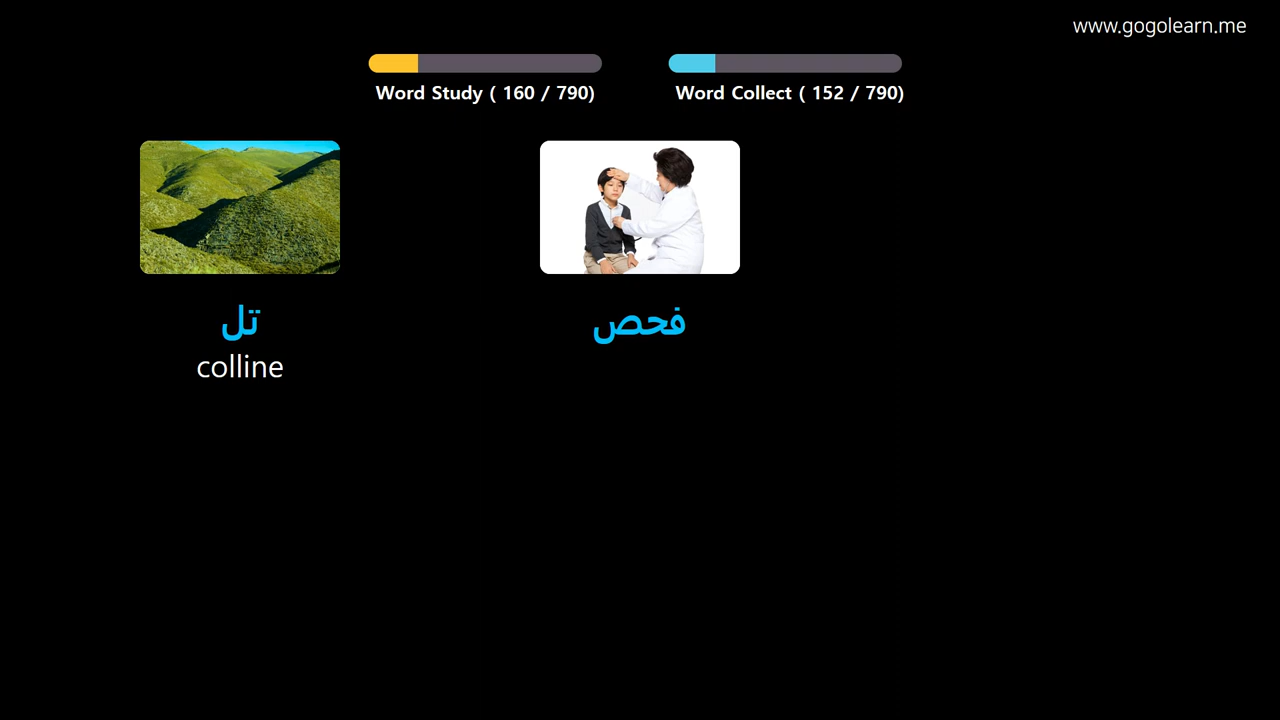 www.gogolearn.me
Word Study ( 160 / 790)
Word Collect ( 152 / 790)
تل
colline
فحص